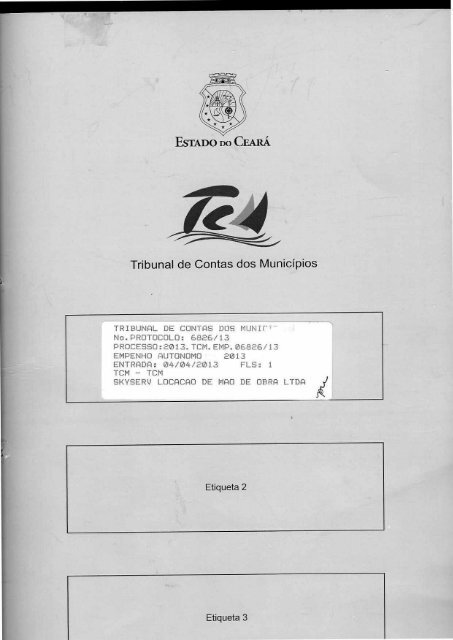 ESTADO DO CEARÁ
TCM
Tribunal de Contas dos Municípios
TRIBUNAL DE CONTAS DOS
No.PROTOCOLO: 6826/13
PROCESSO:2013.TCM.EMP.06826/13
EMPENHO AUTONOMO 2013
ENTRADA: 04/04/2013 FLS: 1
TCM - TCM
SKYSERV LOCACAO DE MAO DE OBRA LTDA
Etiqueta 2
Etiqueta 3